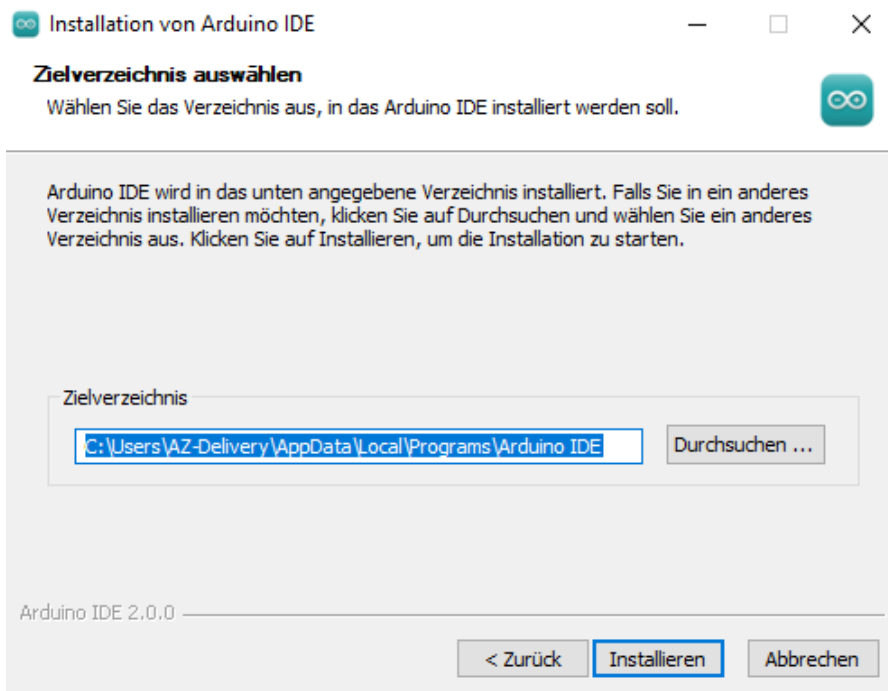 Installation von Arduino IDE
Zielverzeichnis auswählen
Wählen Sie das Verzeichnis aus, in das Arduino IDE installiert werden soll.
Arduino IDE wird in das unten angegebene Verzeichnis installiert. Falls Sie in ein anderes
Verzeichnis installieren möchten, klicken Sie auf Durchsuchen und wählen Sie ein anderes
Verzeichnis aus. Klicken Sie auf Installieren, um die Installation zu starten.
Zielverzeichnis
C:\Users\AZ-Delivery\AppData\Local\Programs\Arduino IDE
Durchsuchen ...
Arduino IDE 2.0.0
< Zurück
Installieren
Abbrechen